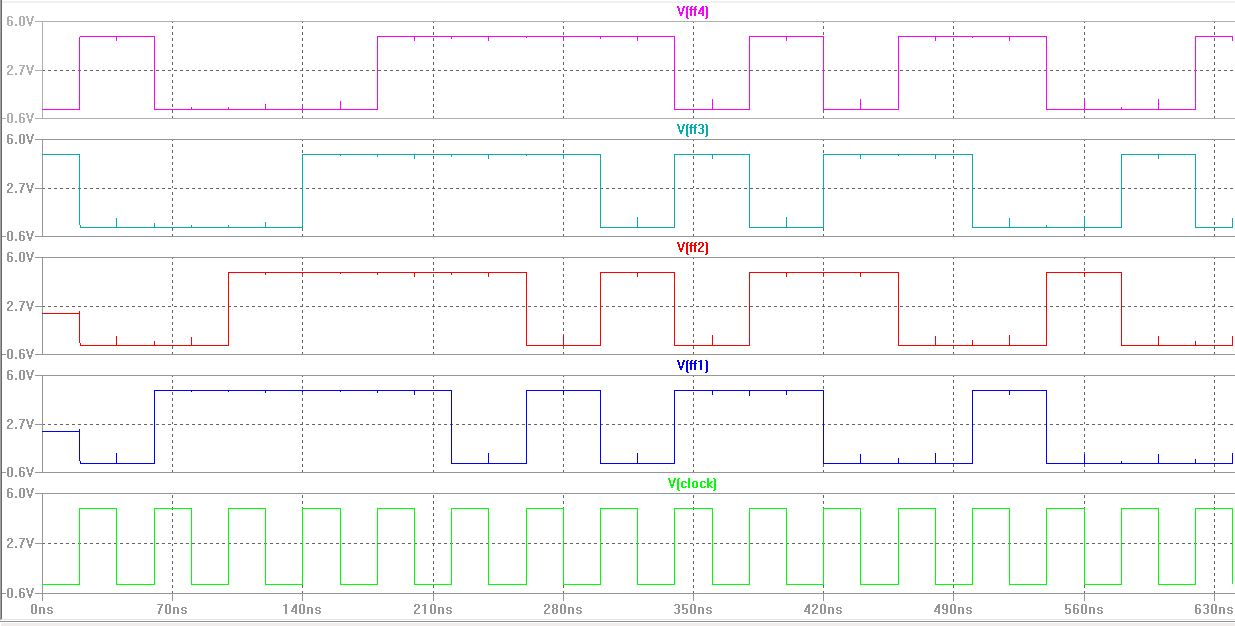 V(ff4)
6.0V
2.7V
-0.6V
V(ff3)
6.0V
2.7V
-0.6V
V(ff2)
6.0V
2.7V
-0.6V
V(ff1)
6.0V
2.7V
-0.6V
V(clock)
6.0V
2.7V
-0.6V
0ns 70ns 140ns 210ns 280ns 350ns 420ns 490ns 560ns 630ns